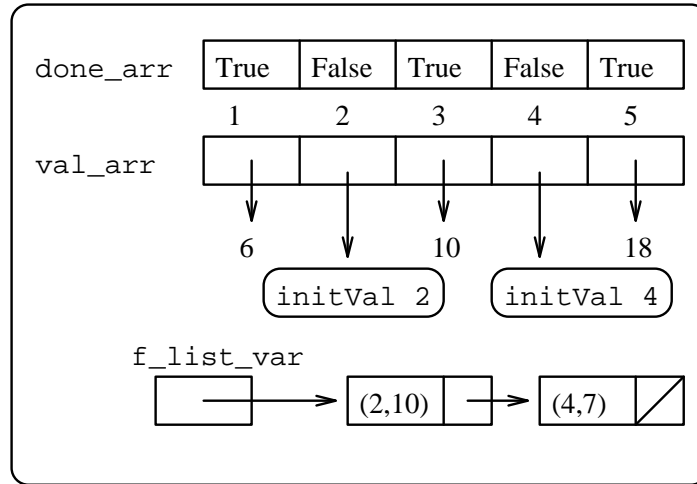 done_arr True False True False True
1 2 3 4 5
val_arr
6 10 18
initVal 2 initVal 4
f_list_var
(2,10) (4,7)